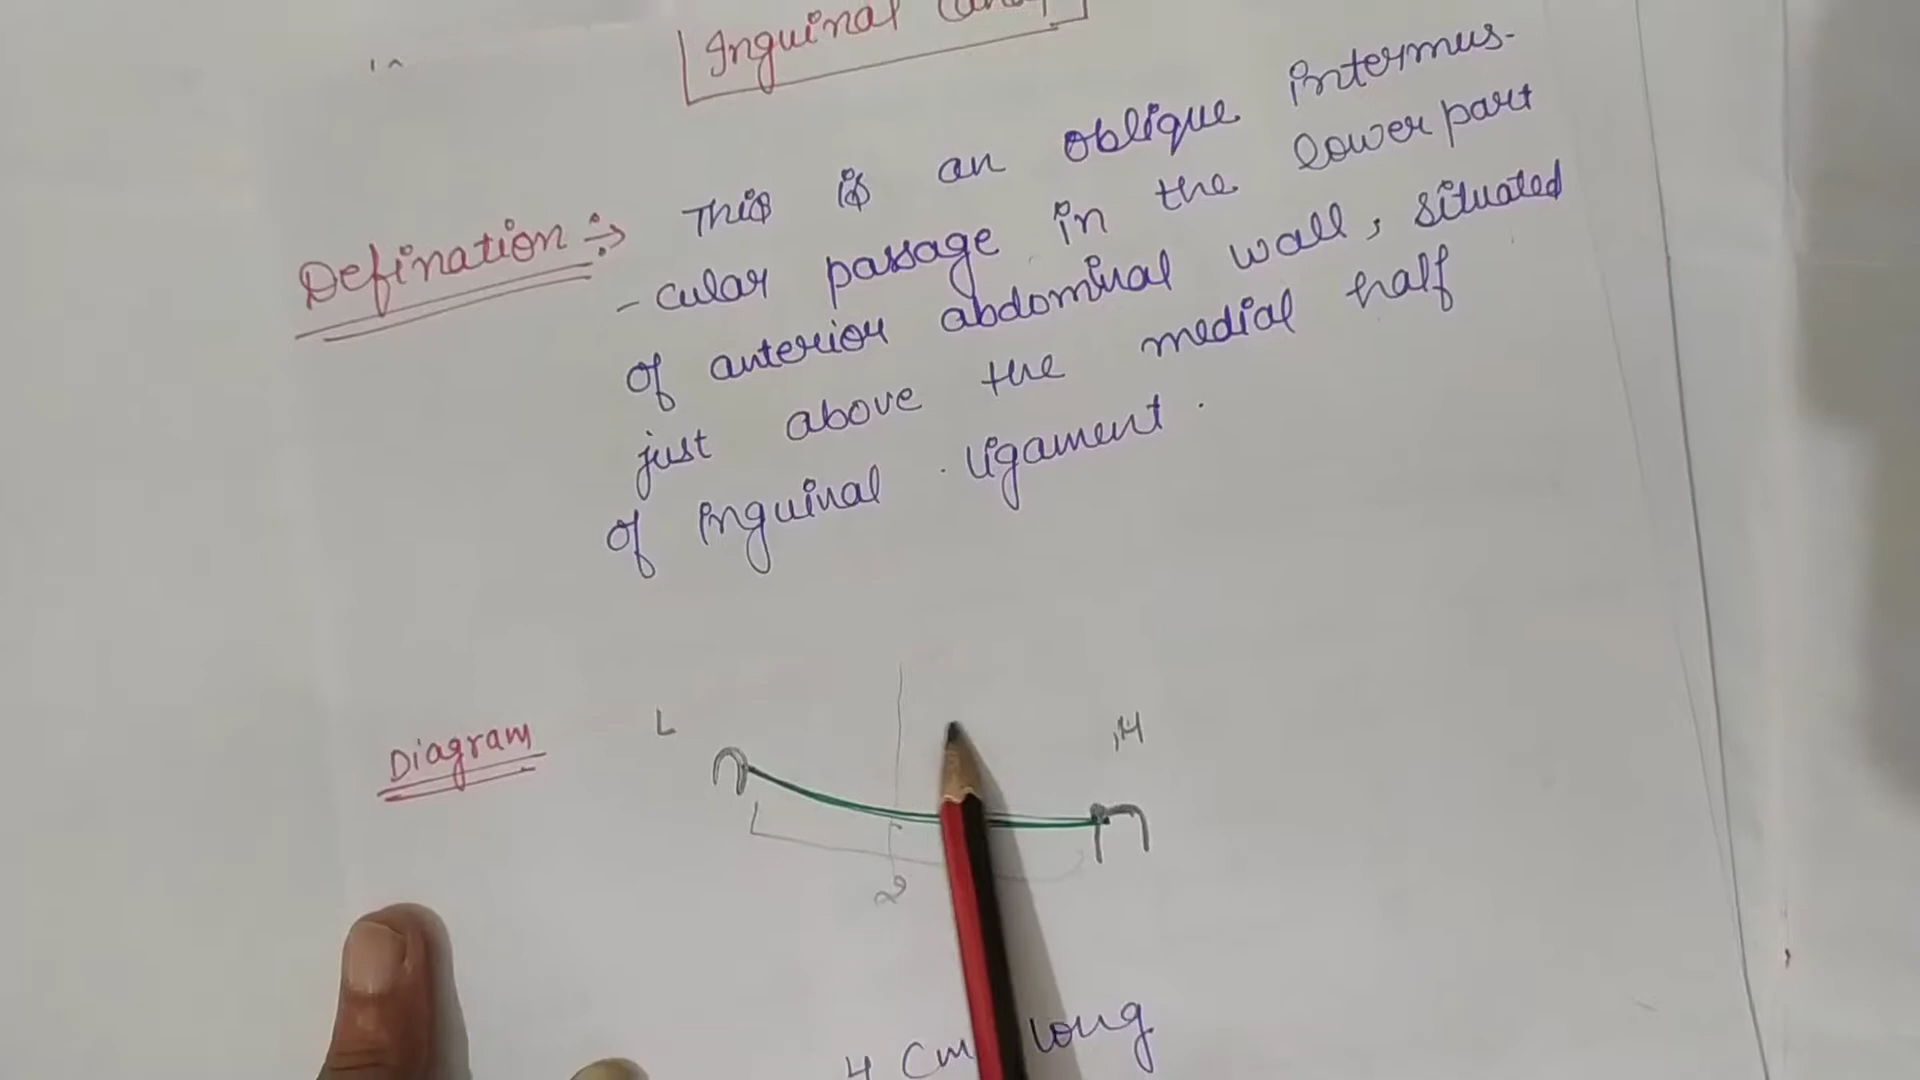 Inguinal Canal
Defination :→ This is an oblique intermus-
-cular passage in the lower part
of anterior abdominal wall, situated
just above the medial half
of inguinal ligament.
Diagram
L M
2
4 Cm long